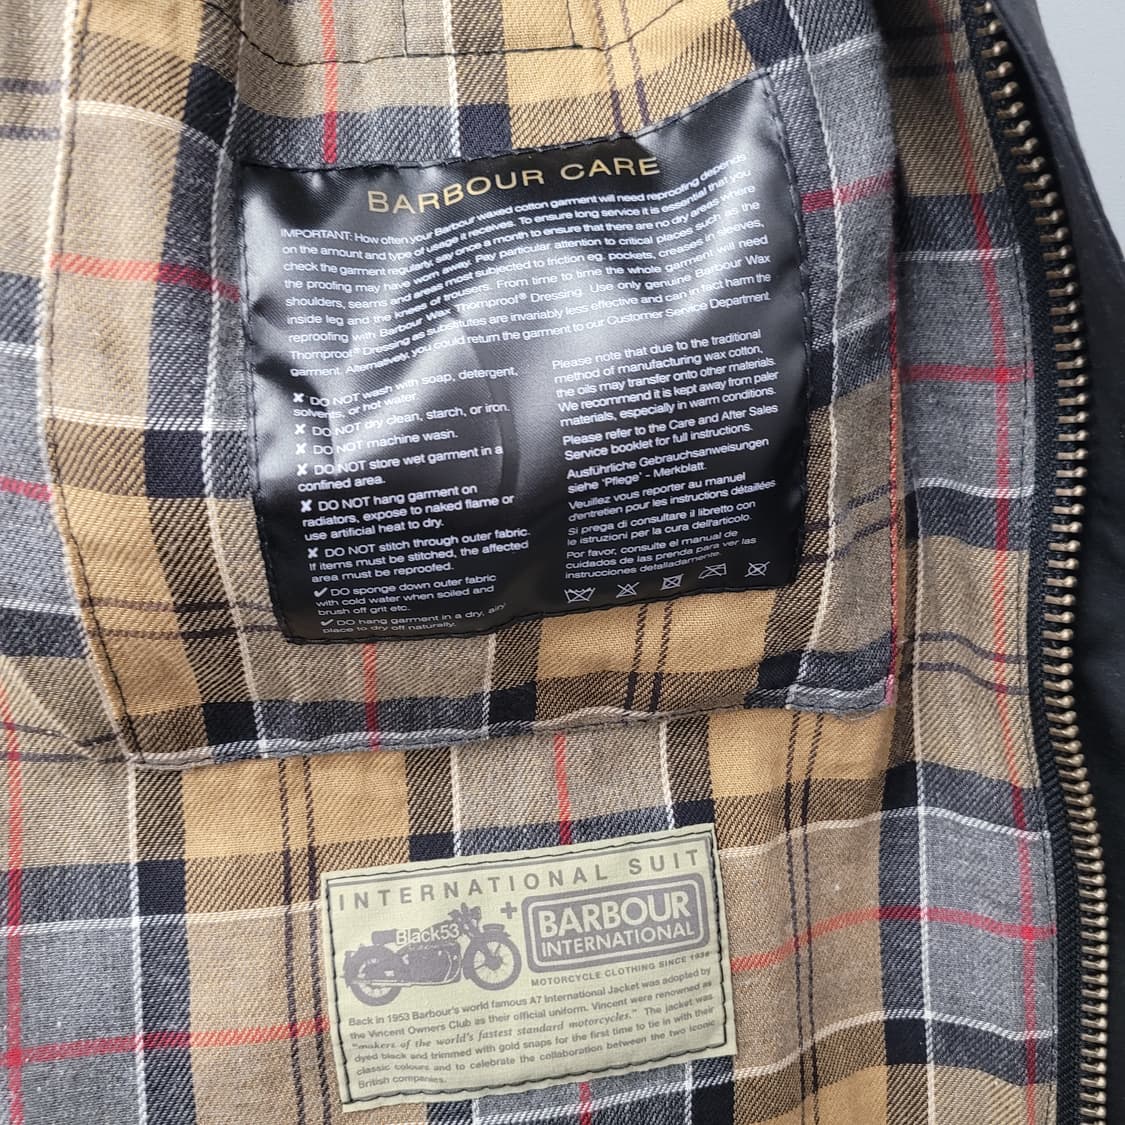 BARBOUR CARE
IMPORTANT: How often your Barbour waxed cotton garment will need reproofing depends
on the amount and type of usage it receives. To ensure long service it is essential that you
check the garment regularly, say once a month to ensure that there are no dry areas where
the proofing may have worn away. Pay particular attention to critical places such as the
shoulders, seams and areas most subjected to friction eg. pockets, creases in sleeves,
inside leg and the knees of trousers. From time to time the whole garment will need
reproofing with Barbour Wax Thornproof® Dressing. Use only genuine Barbour Wax
Thornproof® Dressing as substitutes are invariably less effective and can in fact harm the
garment. Alternatively, you could return the garment to our Customer Service Department.
✘ DO NOT wash with soap, detergent,
solvents, or hot water.
✘ DO NOT dry clean, starch, or iron.
✘ DO NOT machine wash.
✘ DO NOT store wet garment in a
confined area.
✘ DO NOT hang garment on
radiators, expose to naked flame or
use artificial heat to dry.
✘ DO NOT stitch through outer fabric.
If items must be stitched, the affected
area must be reproofed.
✔ DO sponge down outer fabric
with cold water when soiled and
brush off grit etc.
✔ DO hang garment in a dry, airy
place to dry off naturally.
Please note that due to the traditional
method of manufacturing wax cotton,
the oils may transfer onto other materials.
We recommend it is kept away from paler
materials, especially in warm conditions.
Please refer to the Care and After Sales
Service booklet for full instructions.
Ausführliche Gebrauchsanweisungen
siehe 'Pflege' - Merkblatt.
Veuillez vous reporter au manuel
d'entretien pour les instructions détaillées
Si prega di consultare il libretto con
le istruzioni per la cura dell'articolo.
Por favor, consulte el manual de
cuidados de las prenda para ver las
instrucciones detalladamente.
INTERNATIONAL SUIT
Black53 + BARBOUR
INTERNATIONAL
MOTORCYCLE CLOTHING SINCE 1936
Back in 1953 Barbour's world famous A7 International Jacket was adopted by
the Vincent Owners Club as their official uniform. Vincent were renowned as
"makers of the world's fastest standard motorcycles." The jacket was
dyed black and trimmed with gold snaps for the first time to tie in with their
classic colours and to celebrate the collaboration between the two iconic
British companies.